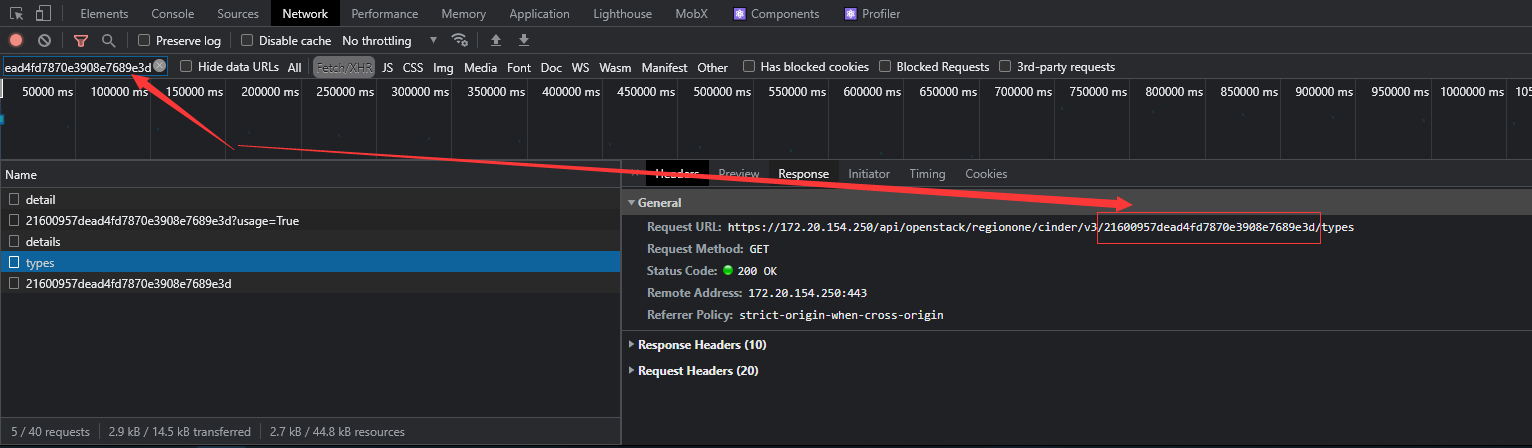 Elements Console Sources Network Performance Memory Application Lighthouse MobX Components Profiler
Preserve log Disable cache No throttling
ead4fd7870e3908e7689e3d Hide data URLs All Fetch/XHR JS CSS Img Media Font Doc WS Wasm Manifest Other Has blocked cookies Blocked Requests 3rd-party requests
50000 ms 100000 ms 150000 ms 200000 ms 250000 ms 300000 ms 350000 ms 400000 ms 450000 ms 500000 ms 550000 ms 600000 ms 650000 ms 700000 ms 750000 ms 800000 ms 850000 ms 900000 ms 950000 ms 1000000 ms 105
Name
detail
21600957dead4fd7870e3908e7689e3d?usage=True
details
types
21600957dead4fd7870e3908e7689e3d
5 / 40 requests 2.9 kB / 14.5 kB transferred 2.7 kB / 44.8 kB resources
Headers Preview Response Initiator Timing Cookies
General
Request URL: https://172.20.154.250/api/openstack/regionone/cinder/v3/21600957dead4fd7870e3908e7689e3d/types
Request Method: GET
Status Code: 200 OK
Remote Address: 172.20.154.250:443
Referrer Policy: strict-origin-when-cross-origin
Response Headers (10)
Request Headers (20)